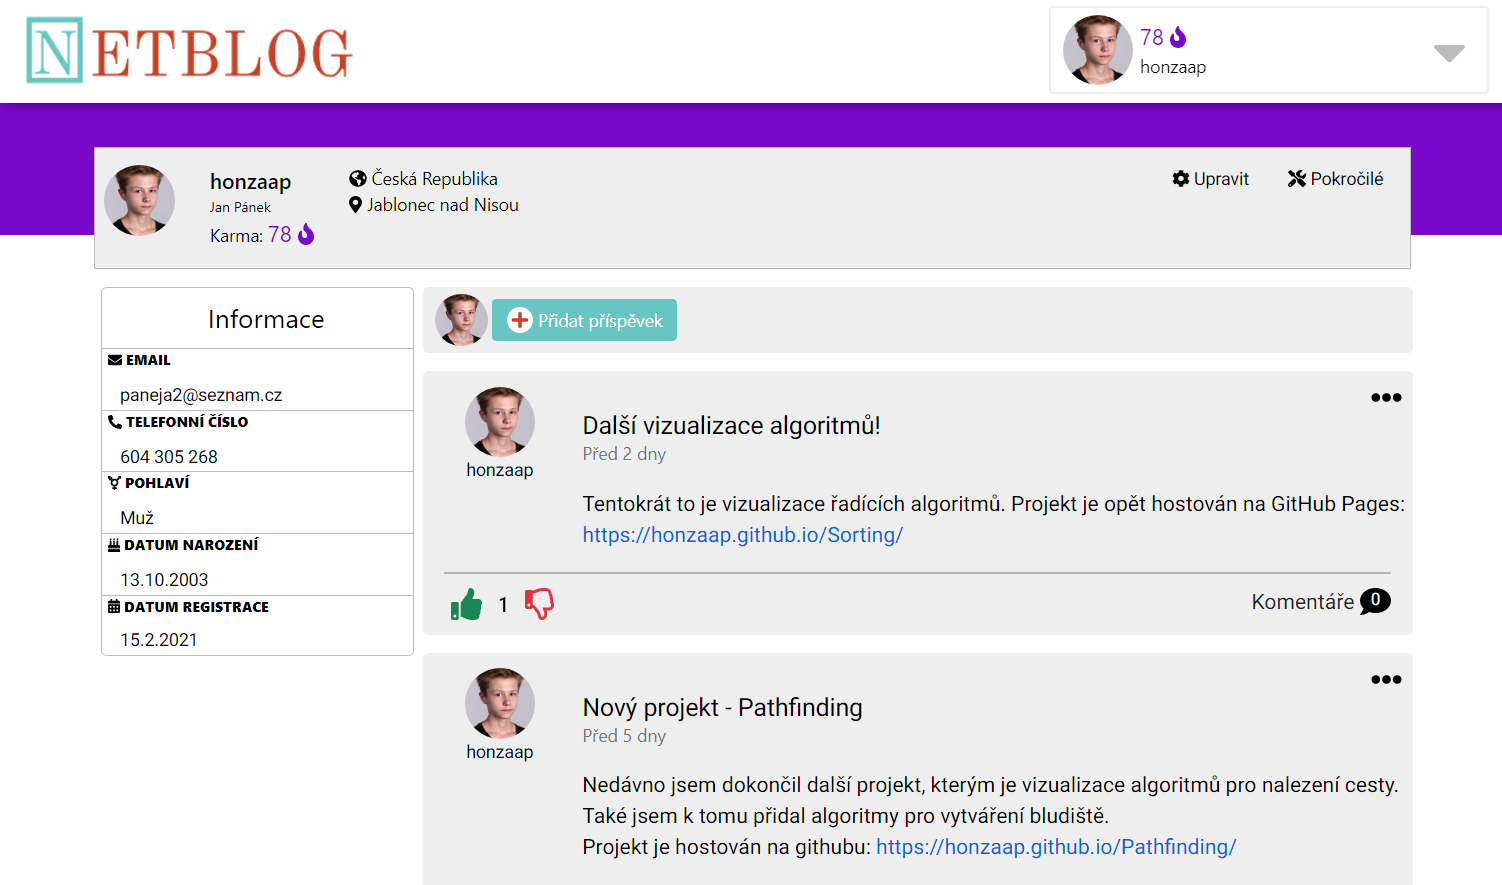 NETBLOG
78
honzaap
honzaap
Jan Pánek
Karma: 78
Česká Republika
Jablonec nad Nisou
Upravit
Pokročilé
Informace
EMAIL
paneja2@seznam.cz
TELEFONNÍ ČÍSLO
604 305 268
POHLAVÍ
Muž
DATUM NAROZENÍ
13.10.2003
DATUM REGISTRACE
15.2.2021
Přidat příspěvek
honzaap
Další vizualizace algoritmů!
Před 2 dny
Tentokrát to je vizualizace řadících algoritmů. Projekt je opět hostován na GitHub Pages:
https://honzaap.github.io/Sorting/
1
Komentáře 0
honzaap
Nový projekt - Pathfinding
Před 5 dny
Nedávno jsem dokončil další projekt, kterým je vizualizace algoritmů pro nalezení cesty.
Také jsem k tomu přidal algoritmy pro vytváření bludiště.
Projekt je hostován na githubu: https://honzaap.github.io/Pathfinding/